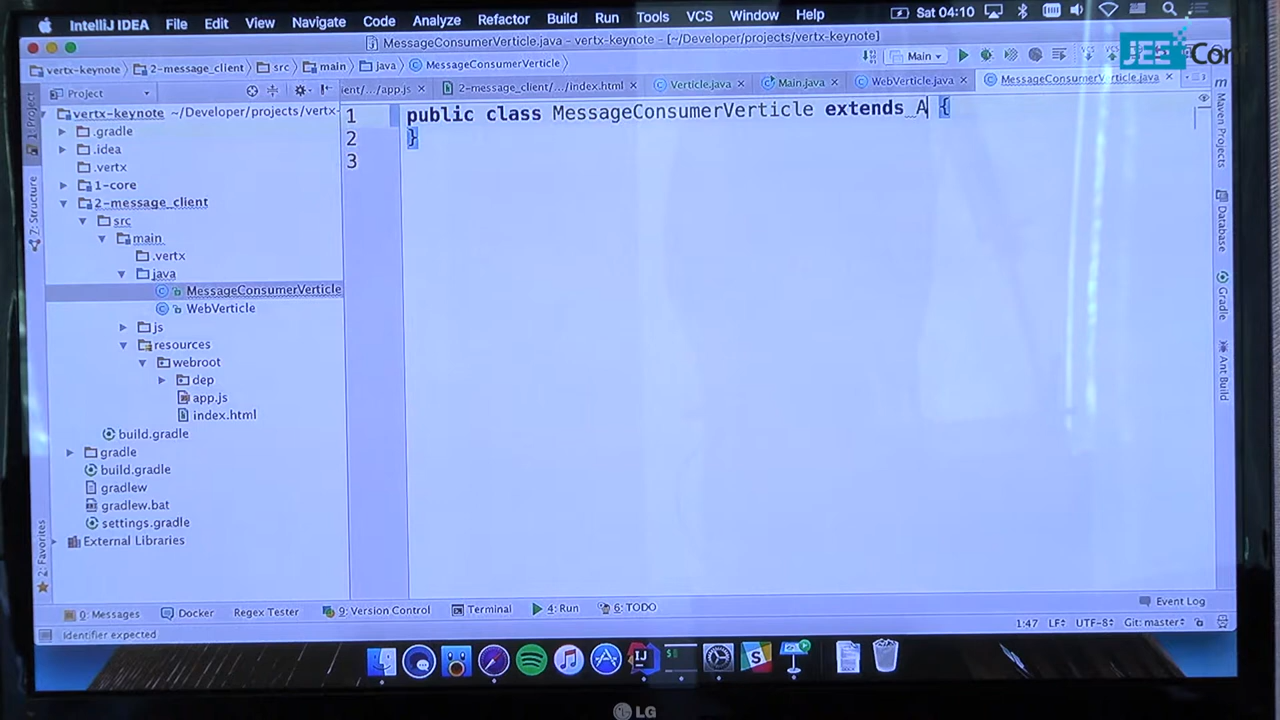 IntelliJ IDEA File Edit View Navigate Code Analyze Refactor Build Run Tools VCS Window Help Sat 04:10
MessageConsumerVerticle.java - vertx-keynote - [~/Developer/projects/vertx-keynote]
JEEConf
vertx-keynote 2-message_client src main java MessageConsumerVerticle Main
Project ient/.../app.js 2-message_client/.../index.html Verticle.java Main.java WebVerticle.java MessageConsumerVerticle.java
1: Project
7: Structure
2: Favorites
vertx-keynote ~/Developer/projects/vertx-
.gradle
.idea
.vertx
1-core
2-message_client
src
main
.vertx
java
MessageConsumerVerticle
WebVerticle
js
resources
webroot
dep
app.js
index.html
build.gradle
gradle
build.gradle
gradlew
gradlew.bat
settings.gradle
External Libraries
1 public class MessageConsumerVerticle extends A {
2 }
3
Maven Projects
Database
Gradle
Ant Build
0: Messages Docker Regex Tester 9: Version Control Terminal 4: Run 6: TODO Event Log
Identifier expected 1:47 LF UTF-8 Git: master
LG